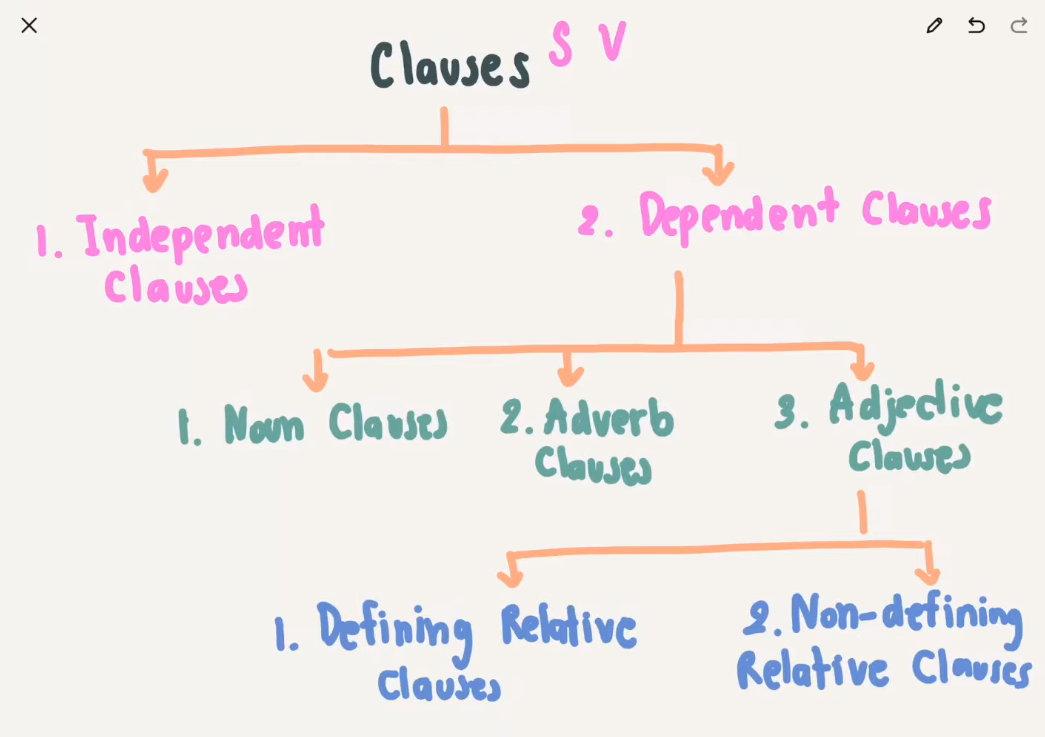 Clauses S V
1. Independent
Clauses
2. Dependent Clauses
1. Noun Clauses
2. Adverb
Clauses
3. Adjective
Clauses
1. Defining Relative
Clauses
2. Non-defining
Relative Clauses